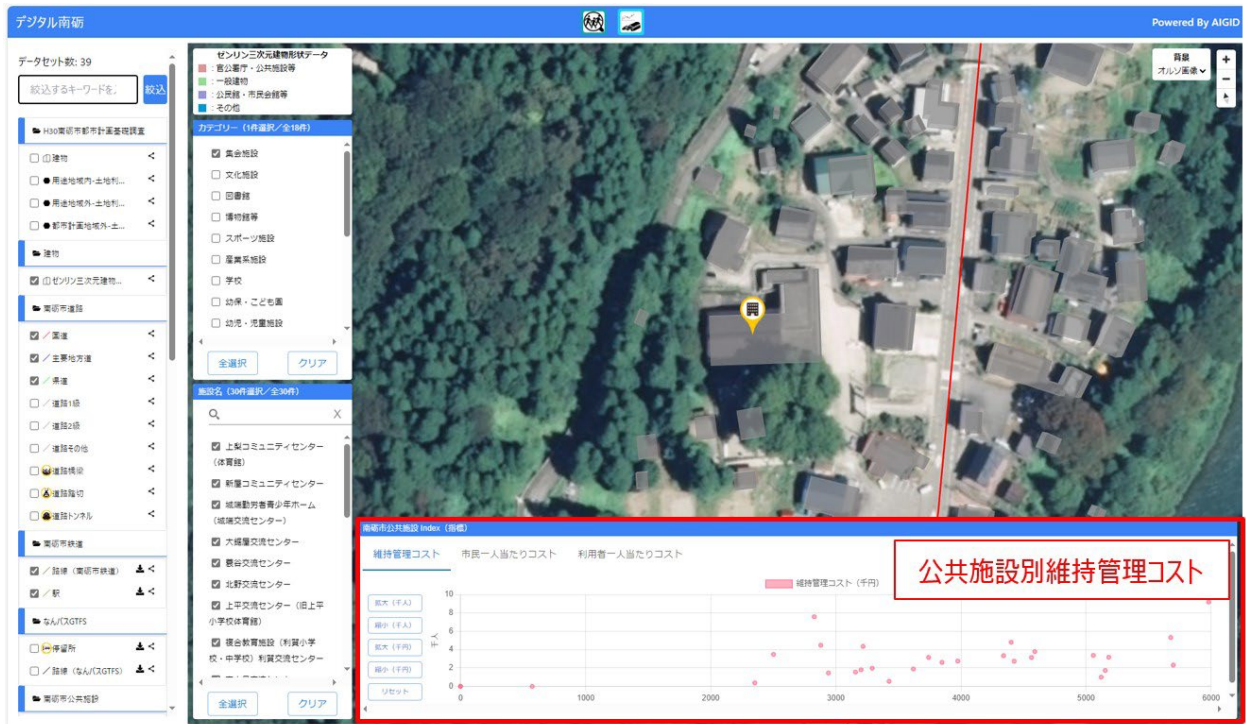 デジタル南砺
Powered By AIGID
データセット数: 39
絞込するキーワードを
絞込
H30南砺市都市計画基礎調査
建物
用途地域内-土地利...
用途地域外-土地利...
都市計画地域外-土...
建物
ゼンリン三次元建物...
南砺市道路
国道
主要地方道
県道
道路1級
道路2級
道路その他
道路橋梁
道路踏切
道路トンネル
南砺市鉄道
路線（南砺市鉄道）
駅
なんバスGTFS
停留所
路線（なんバスGTFS）
南砺市公共施設
ゼンリン三次元建物形状データ
：官公署庁・公共施設等
：一般建物
：公民館・市民会館等
：その他
カテゴリー（1件選択／全18件）
集会施設
文化施設
図書館
博物館等
スポーツ施設
産業系施設
学校
幼保・こども園
幼児・児童施設
全選択
クリア
施設名（30件選択／全30件）
X
上梨コミュニティセンター
（体育館）
新屋コミュニティセンター
城端勤労者青少年ホーム
（城端交流センター）
大鋸屋交流センター
蓑谷交流センター
北野交流センター
上平交流センター（旧上平
小学校体育館）
複合教育施設（利賀小学
校・中学校）利賀交流センター
全選択
クリア
背景
オルソ画像
+
−
南砺市公共施設 Index（指標）
維持管理コスト
市民一人当たりコスト
利用者一人当たりコスト
公共施設別維持管理コスト
維持管理コスト（千円）
拡大（千人）
縮小（千人）
拡大（千円）
縮小（千円）
リセット
千人
10
8
6
4
2
0
0 1000 2000 3000 4000 5000 6000